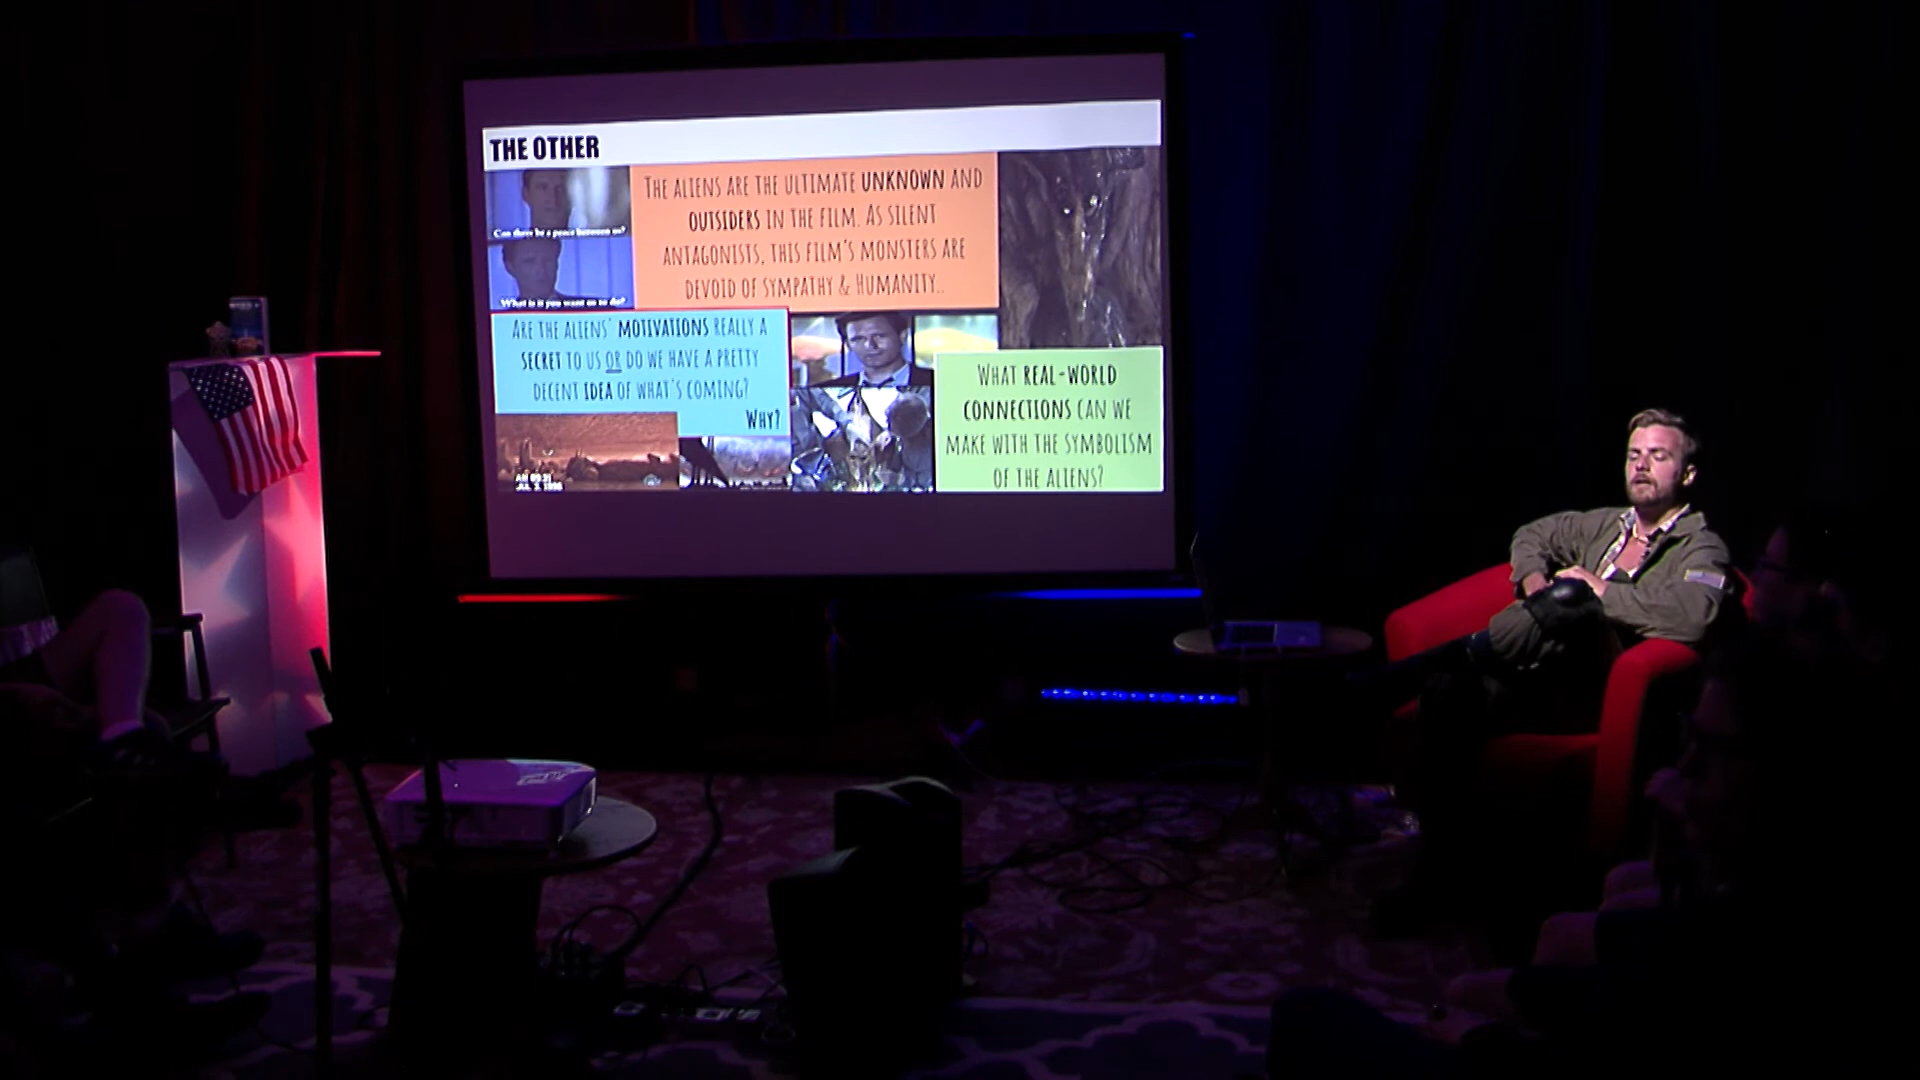 THE OTHER
Can there be a peace between us?
What is it you want us to do?
THE ALIENS ARE THE ULTIMATE UNKNOWN AND
OUTSIDERS IN THE FILM. AS SILENT
ANTAGONISTS, THIS FILM'S MONSTERS ARE
DEVOID OF SYMPATHY & HUMANITY..
ARE THE ALIENS' MOTIVATIONS REALLY A
SECRET TO US OR DO WE HAVE A PRETTY
DECENT IDEA OF WHAT'S COMING?
WHY?
WHAT REAL-WORLD
CONNECTIONS CAN WE
MAKE WITH THE SYMBOLISM
OF THE ALIENS?
JUL. 3, 1996